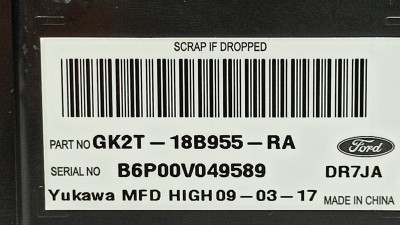 SCRAP IF DROPPED
PART NO GK2T-18B955-RA Ford
SERIAL NO B6P00V049589 DR7JA
Yukawa MFD HIGH 09-03-17 MADE IN CHINA